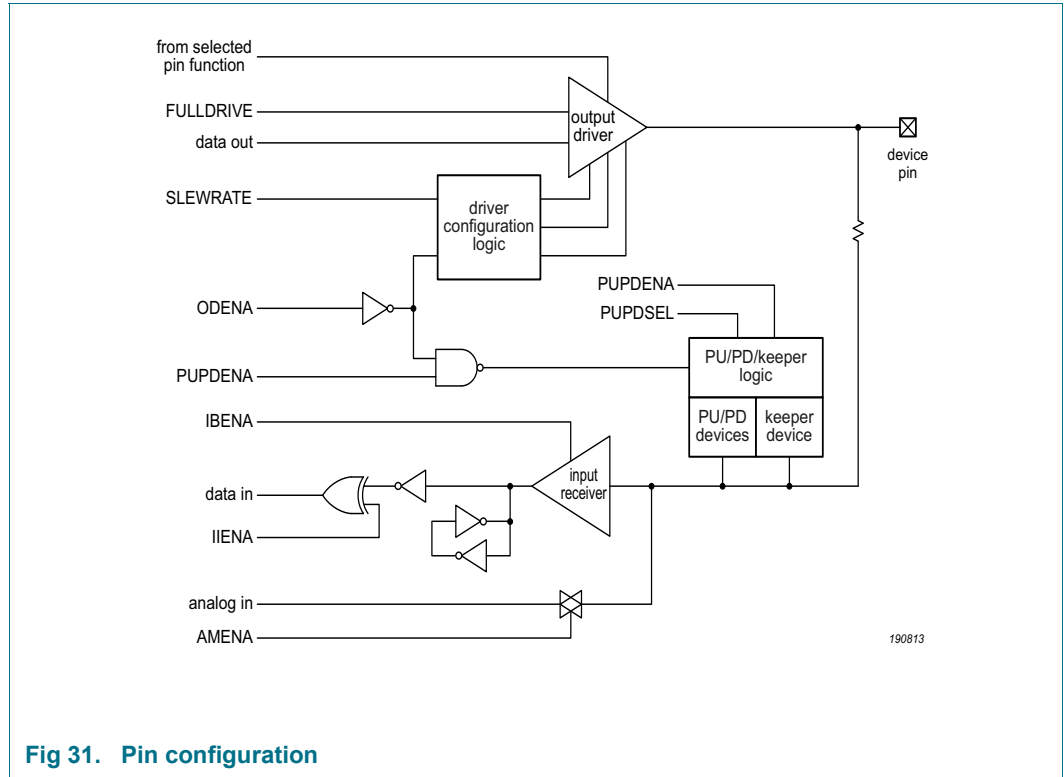 from selected
pin function
FULLDRIVE
data out
output
driver
device
pin
SLEWRATE
driver
configuration
logic
ODENA
PUPDENA
PUPDSEL
PUPDENA
PU/PD/keeper
logic
PU/PD
devices
keeper
device
IBENA
input
receiver
data in
IIENA
analog in
AMENA
190813
Fig 31. Pin configuration